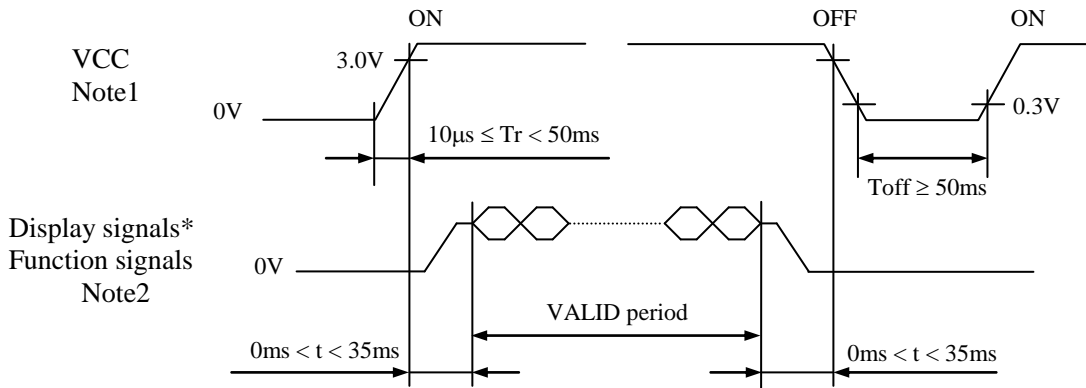 ON OFF ON
VCC
Note1
3.0V
0V
0.3V
10μs ≤ Tr < 50ms
Toff ≥ 50ms
Display signals*
Function signals
Note2
0V
VALID period
0ms < t < 35ms 0ms < t < 35ms